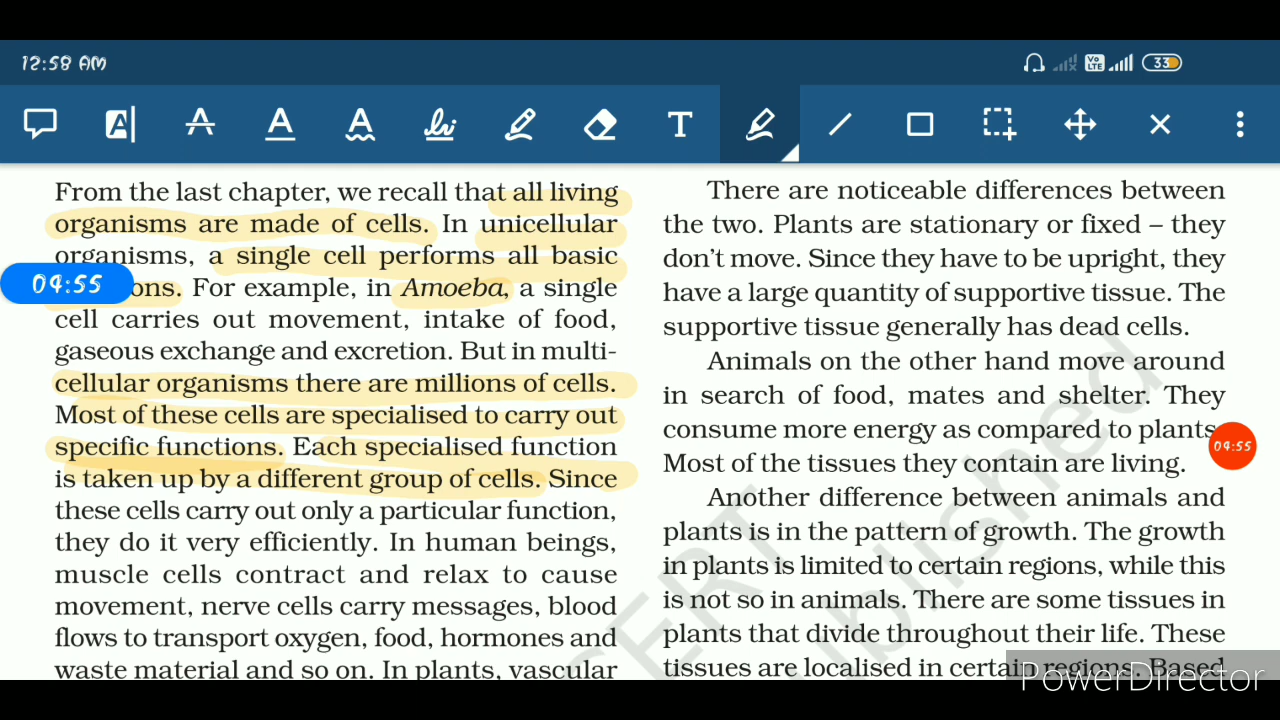 12:58 AM
Vo LTE
33
From the last chapter, we recall that all living
organisms are made of cells. In unicellular
organisms, a single cell performs all basic
04:55
ons. For example, in Amoeba, a single
cell carries out movement, intake of food,
gaseous exchange and excretion. But in multi-
cellular organisms there are millions of cells.
Most of these cells are specialised to carry out
specific functions. Each specialised function
is taken up by a different group of cells. Since
these cells carry out only a particular function,
they do it very efficiently. In human beings,
muscle cells contract and relax to cause
movement, nerve cells carry messages, blood
flows to transport oxygen, food, hormones and
waste material and so on. In plants, vascular
There are noticeable differences between
the two. Plants are stationary or fixed – they
don't move. Since they have to be upright, they
have a large quantity of supportive tissue. The
supportive tissue generally has dead cells.
Animals on the other hand move around
in search of food, mates and shelter. They
consume more energy as compared to plants.
04:55
Most of the tissues they contain are living.
Another difference between animals and
plants is in the pattern of growth. The growth
in plants is limited to certain regions, while this
is not so in animals. There are some tissues in
plants that divide throughout their life. These
tissues are localised in certain regions. Based
PowerDirector